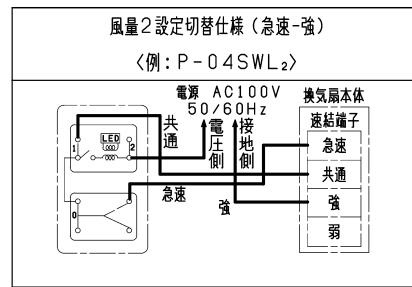 風量2設定切替仕様(急速-強)
〈例:P-04SWL₂〉
電源 AC100V
50/60Hz
換気扇本体
速結端子
共通
電圧側
接地側
LED
1
2
0
急速
強
急速
共通
強
弱